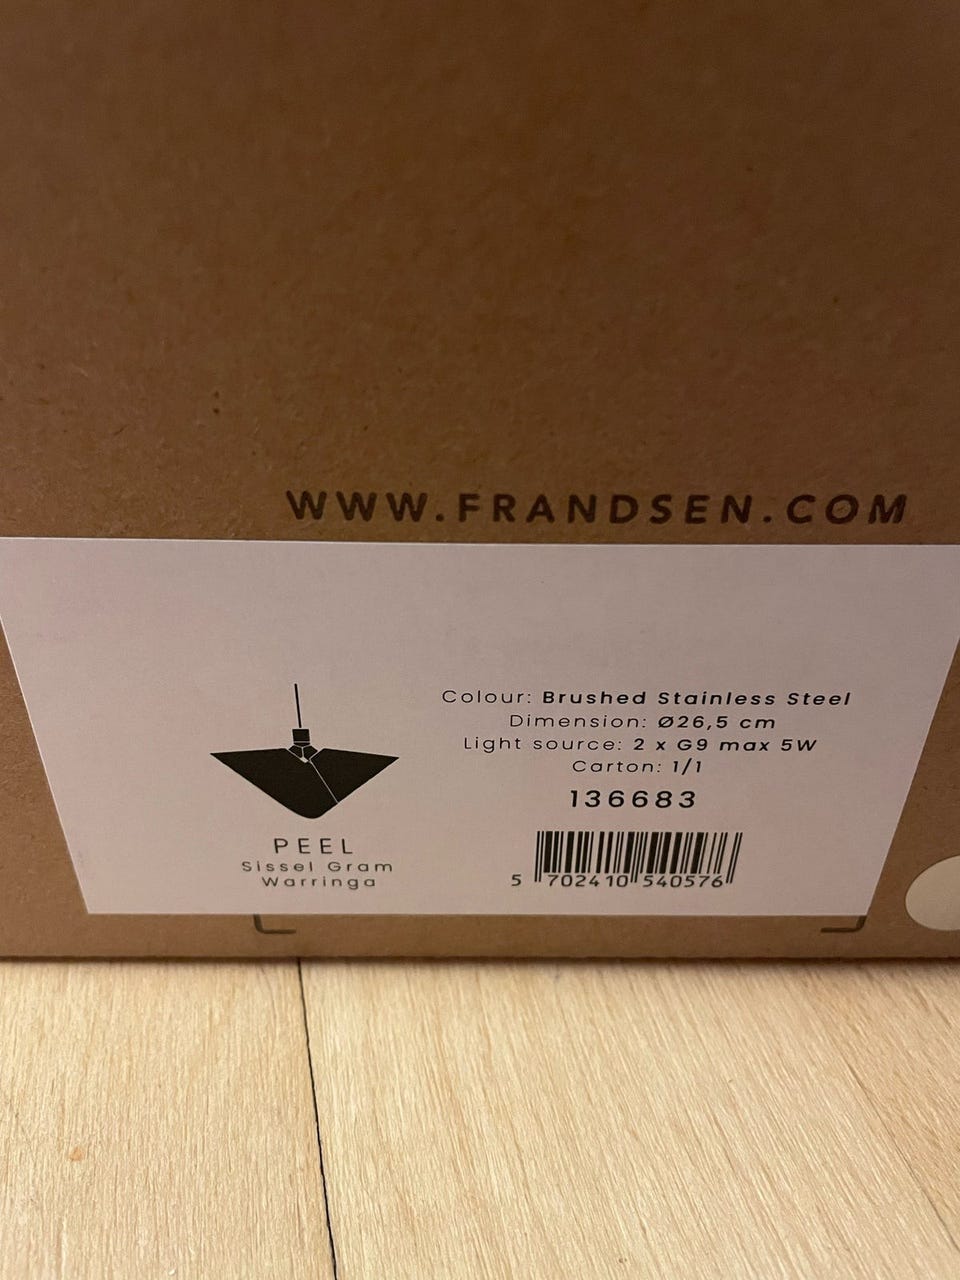 WWW.FRANDSEN.COM
Colour: Brushed Stainless Steel
Dimension: Ø26,5 cm
Light source: 2 x G9 max 5W
Carton: 1/1
136683
5 702410 540576
PEEL
Sissel Gram
Warringa